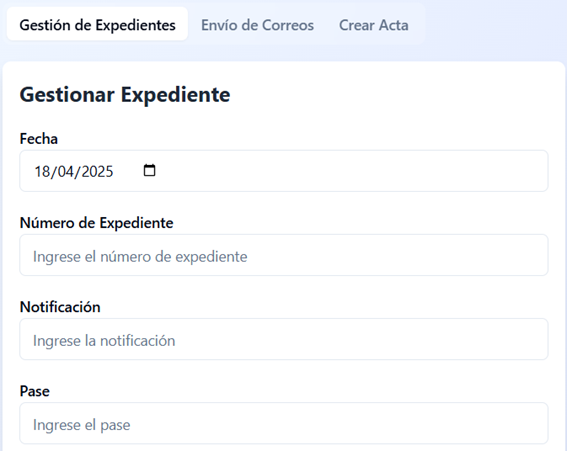 Gestión de Expedientes Envío de Correos Crear Acta
Gestionar Expediente
Fecha
18/04/2025
Número de Expediente
Ingrese el número de expediente
Notificación
Ingrese la notificación
Pase
Ingrese el pase